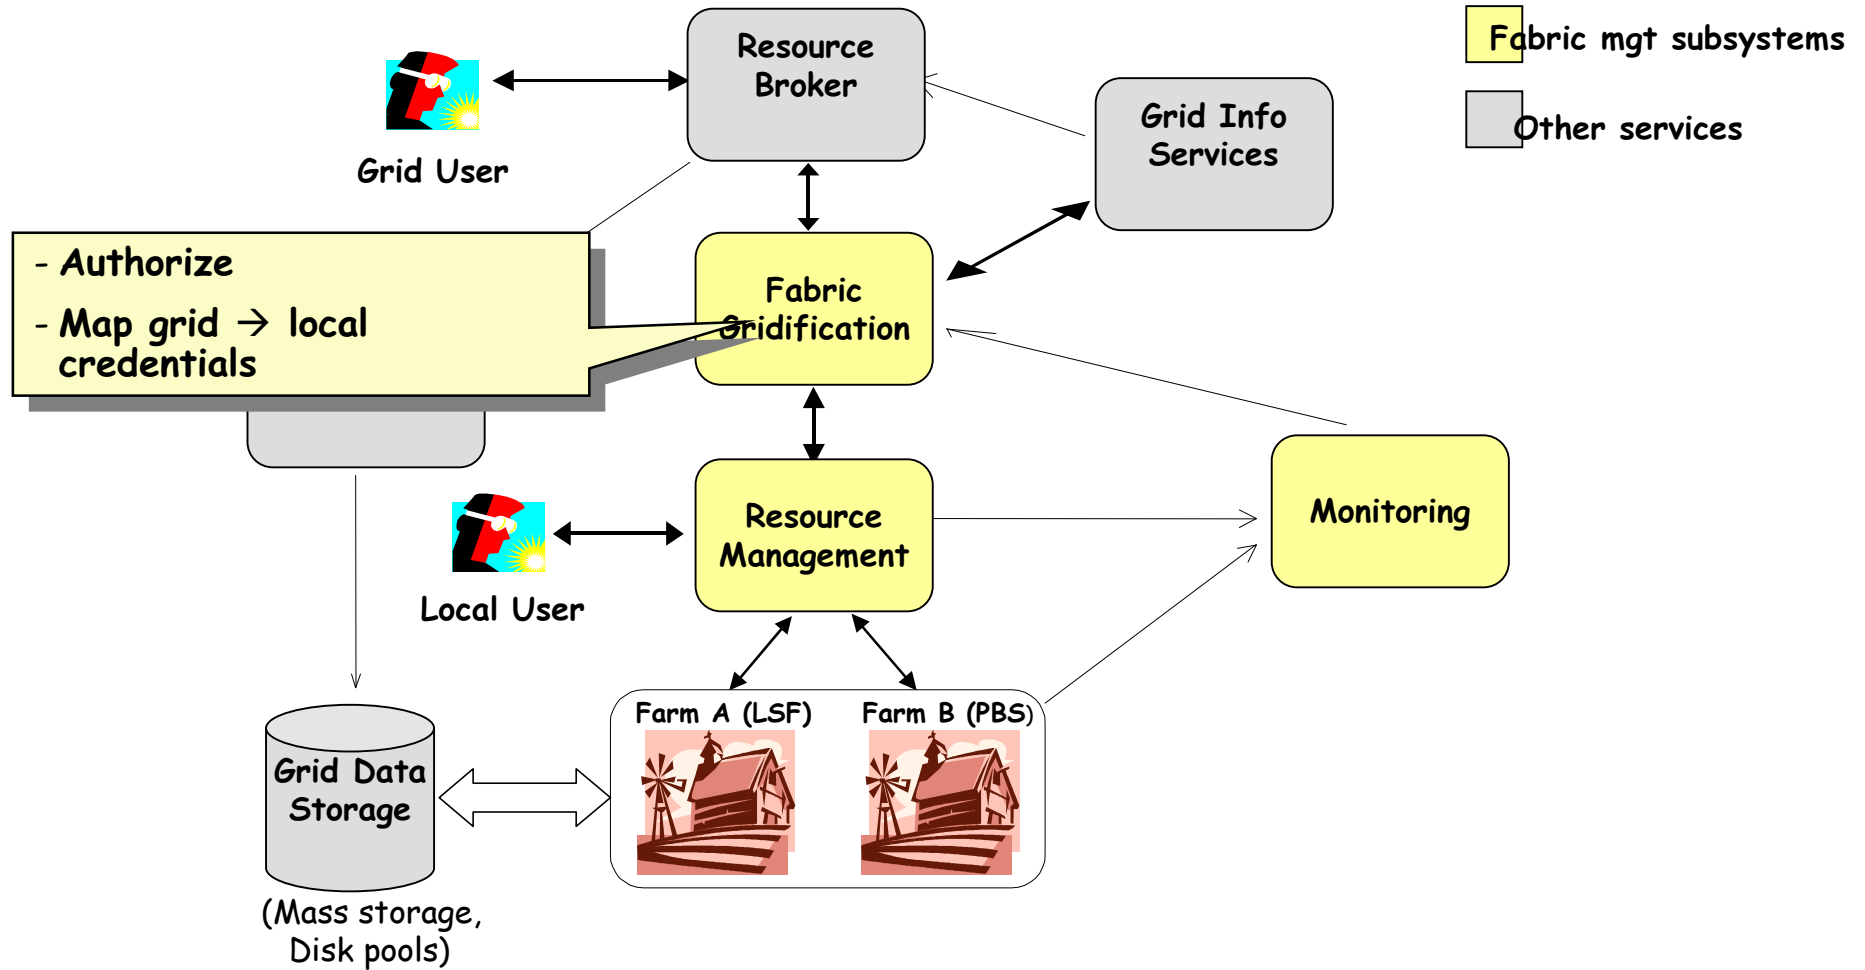 Resource
Broker
Fabric mgt subsystems
Grid Info
Services
Other services
Grid User
- Authorize
- Map grid → local
credentials
Fabric
Gridification
Resource
Management
Monitoring
Local User
Farm A (LSF)
Farm B (PBS)
Grid Data
Storage
(Mass storage,
Disk pools)